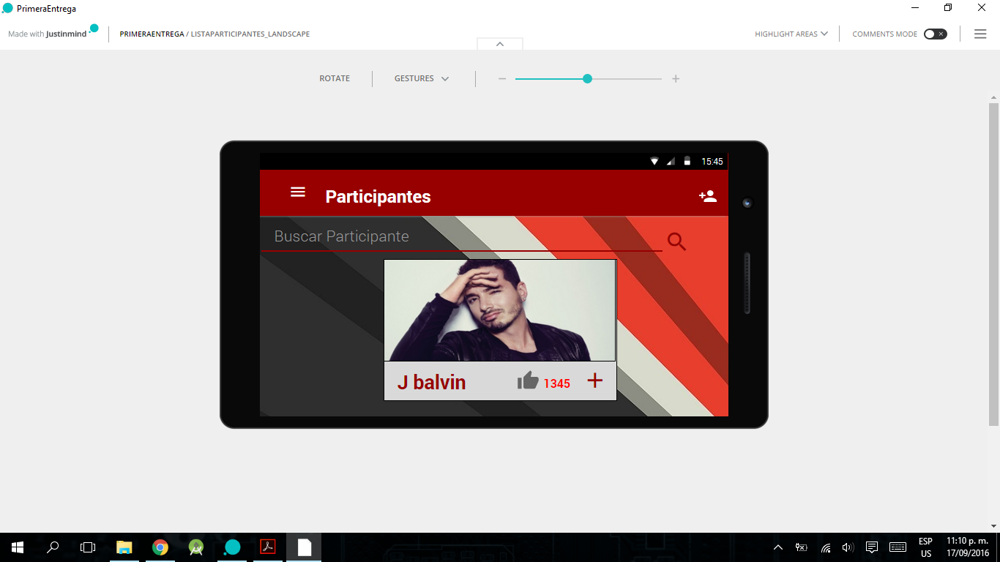 PrimeraEntrega
Made with Justinmind
PRIMERAENTREGA / LISTAPARTICIPANTES_LANDSCAPE
HIGHLIGHT AREAS
COMMENTS MODE
ROTATE
GESTURES
15:45
Participantes
Buscar Participante
J balvin
1345
ESP
US
11:10 p. m.
17/09/2016